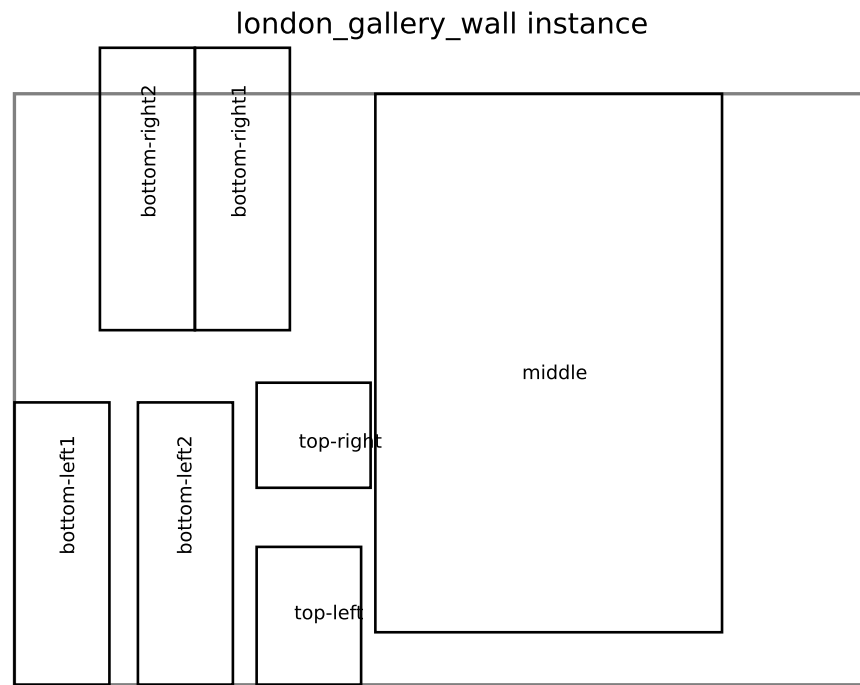 london_gallery_wall instance
bottom-right2
bottom-right1
middle
top-right
bottom-left1
bottom-left2
top-left